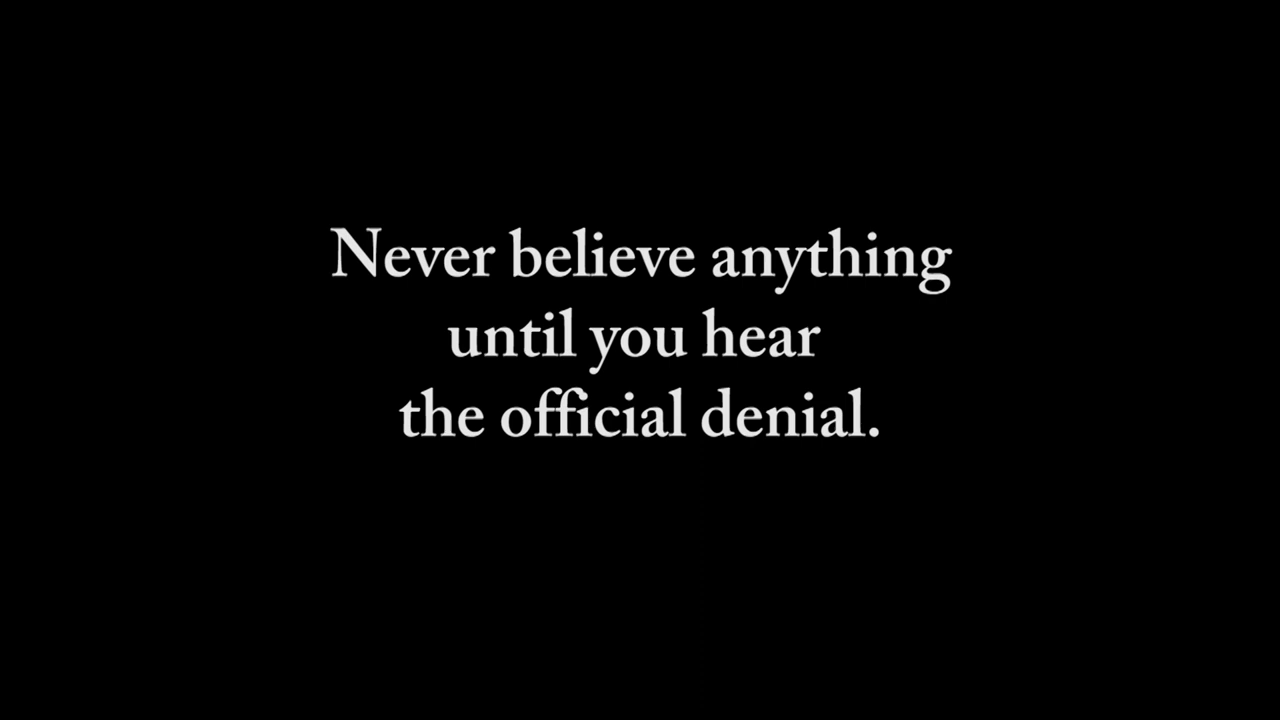 Never believe anything
until you hear
the official denial.